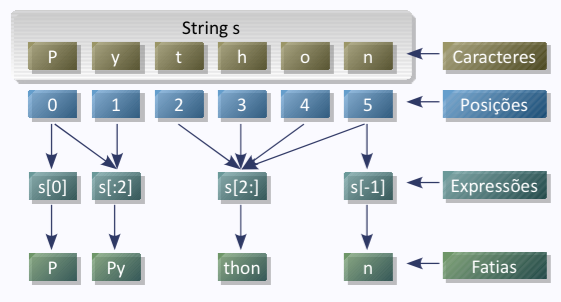 String s
P y t h o n Caracteres
0 1 2 3 4 5 Posições
s[0] s[:2] s[2:] s[-1] Expressões
P Py thon n Fatias